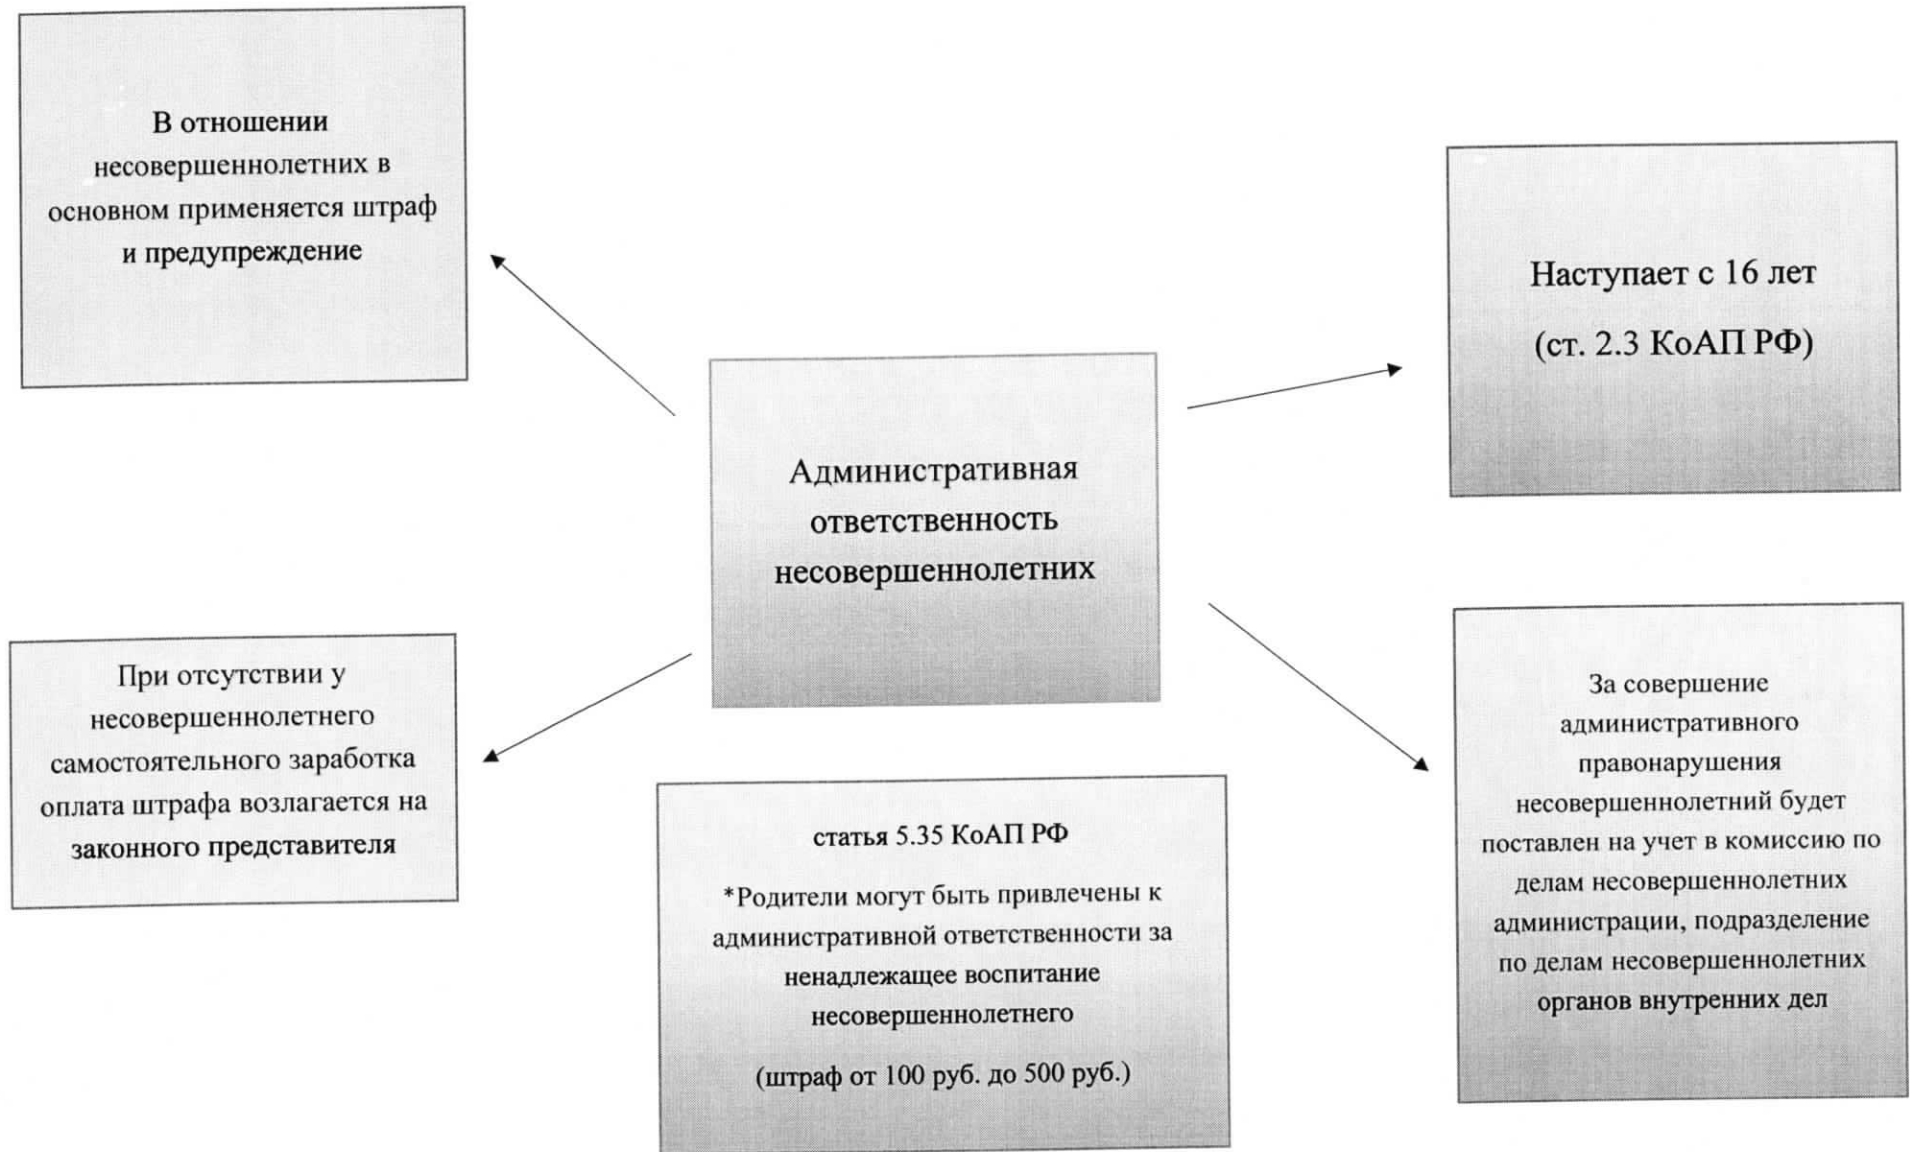 В отношении
несовершеннолетних в
основном применяется штраф
и предупреждение
Наступает с 16 лет
(ст. 2.3 КоАП РФ)
Административная
ответственность
несовершеннолетних
При отсутствии у
несовершеннолетнего
самостоятельного заработка
оплата штрафа возлагается на
законного представителя
статья 5.35 КоАП РФ
*Родители могут быть привлечены к
административной ответственности за
ненадлежащее воспитание
несовершеннолетнего
(штраф от 100 руб. до 500 руб.)
За совершение
административного
правонарушения
несовершеннолетний будет
поставлен на учет в комиссию по
делам несовершеннолетних
администрации, подразделение
по делам несовершеннолетних
органов внутренних дел